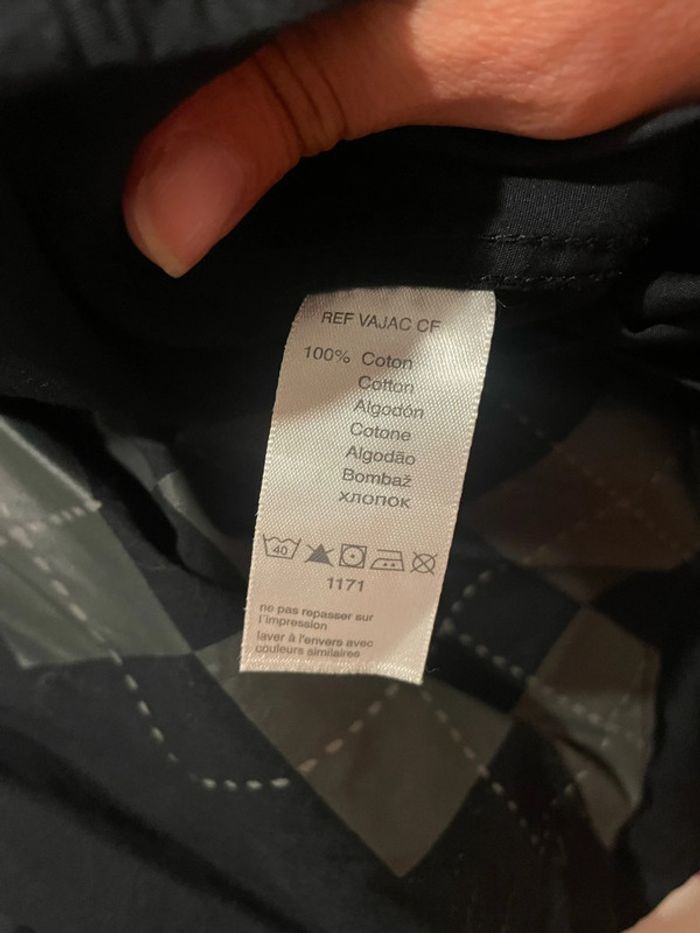 REF VAJAC CF
100% Coton
Cotton
Algodón
Cotone
Algodão
Bombaž
хлопок
40
1171
ne pas repasser sur
l'impression
laver à l'envers avec
couleurs similaires